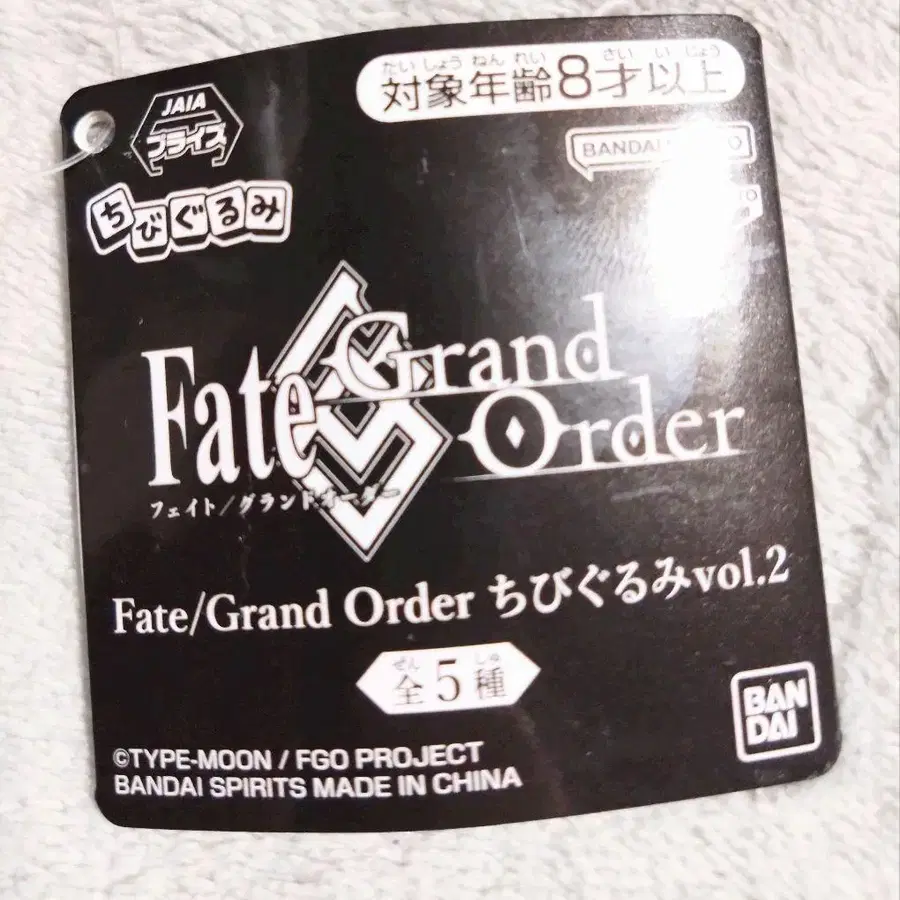 たいしょうねんれい さいいじょう
対象年齢8才以上
JAIA
プライズ
BANDAI
ちびぐるみ
Fate/Grand Order
フェイト/グランドオーダー
Fate/Grand Order ちびぐるみvol.2
ぜん しゅ
全5種
BAN
DAI
©TYPE-MOON / FGO PROJECT
BANDAI SPIRITS MADE IN CHINA